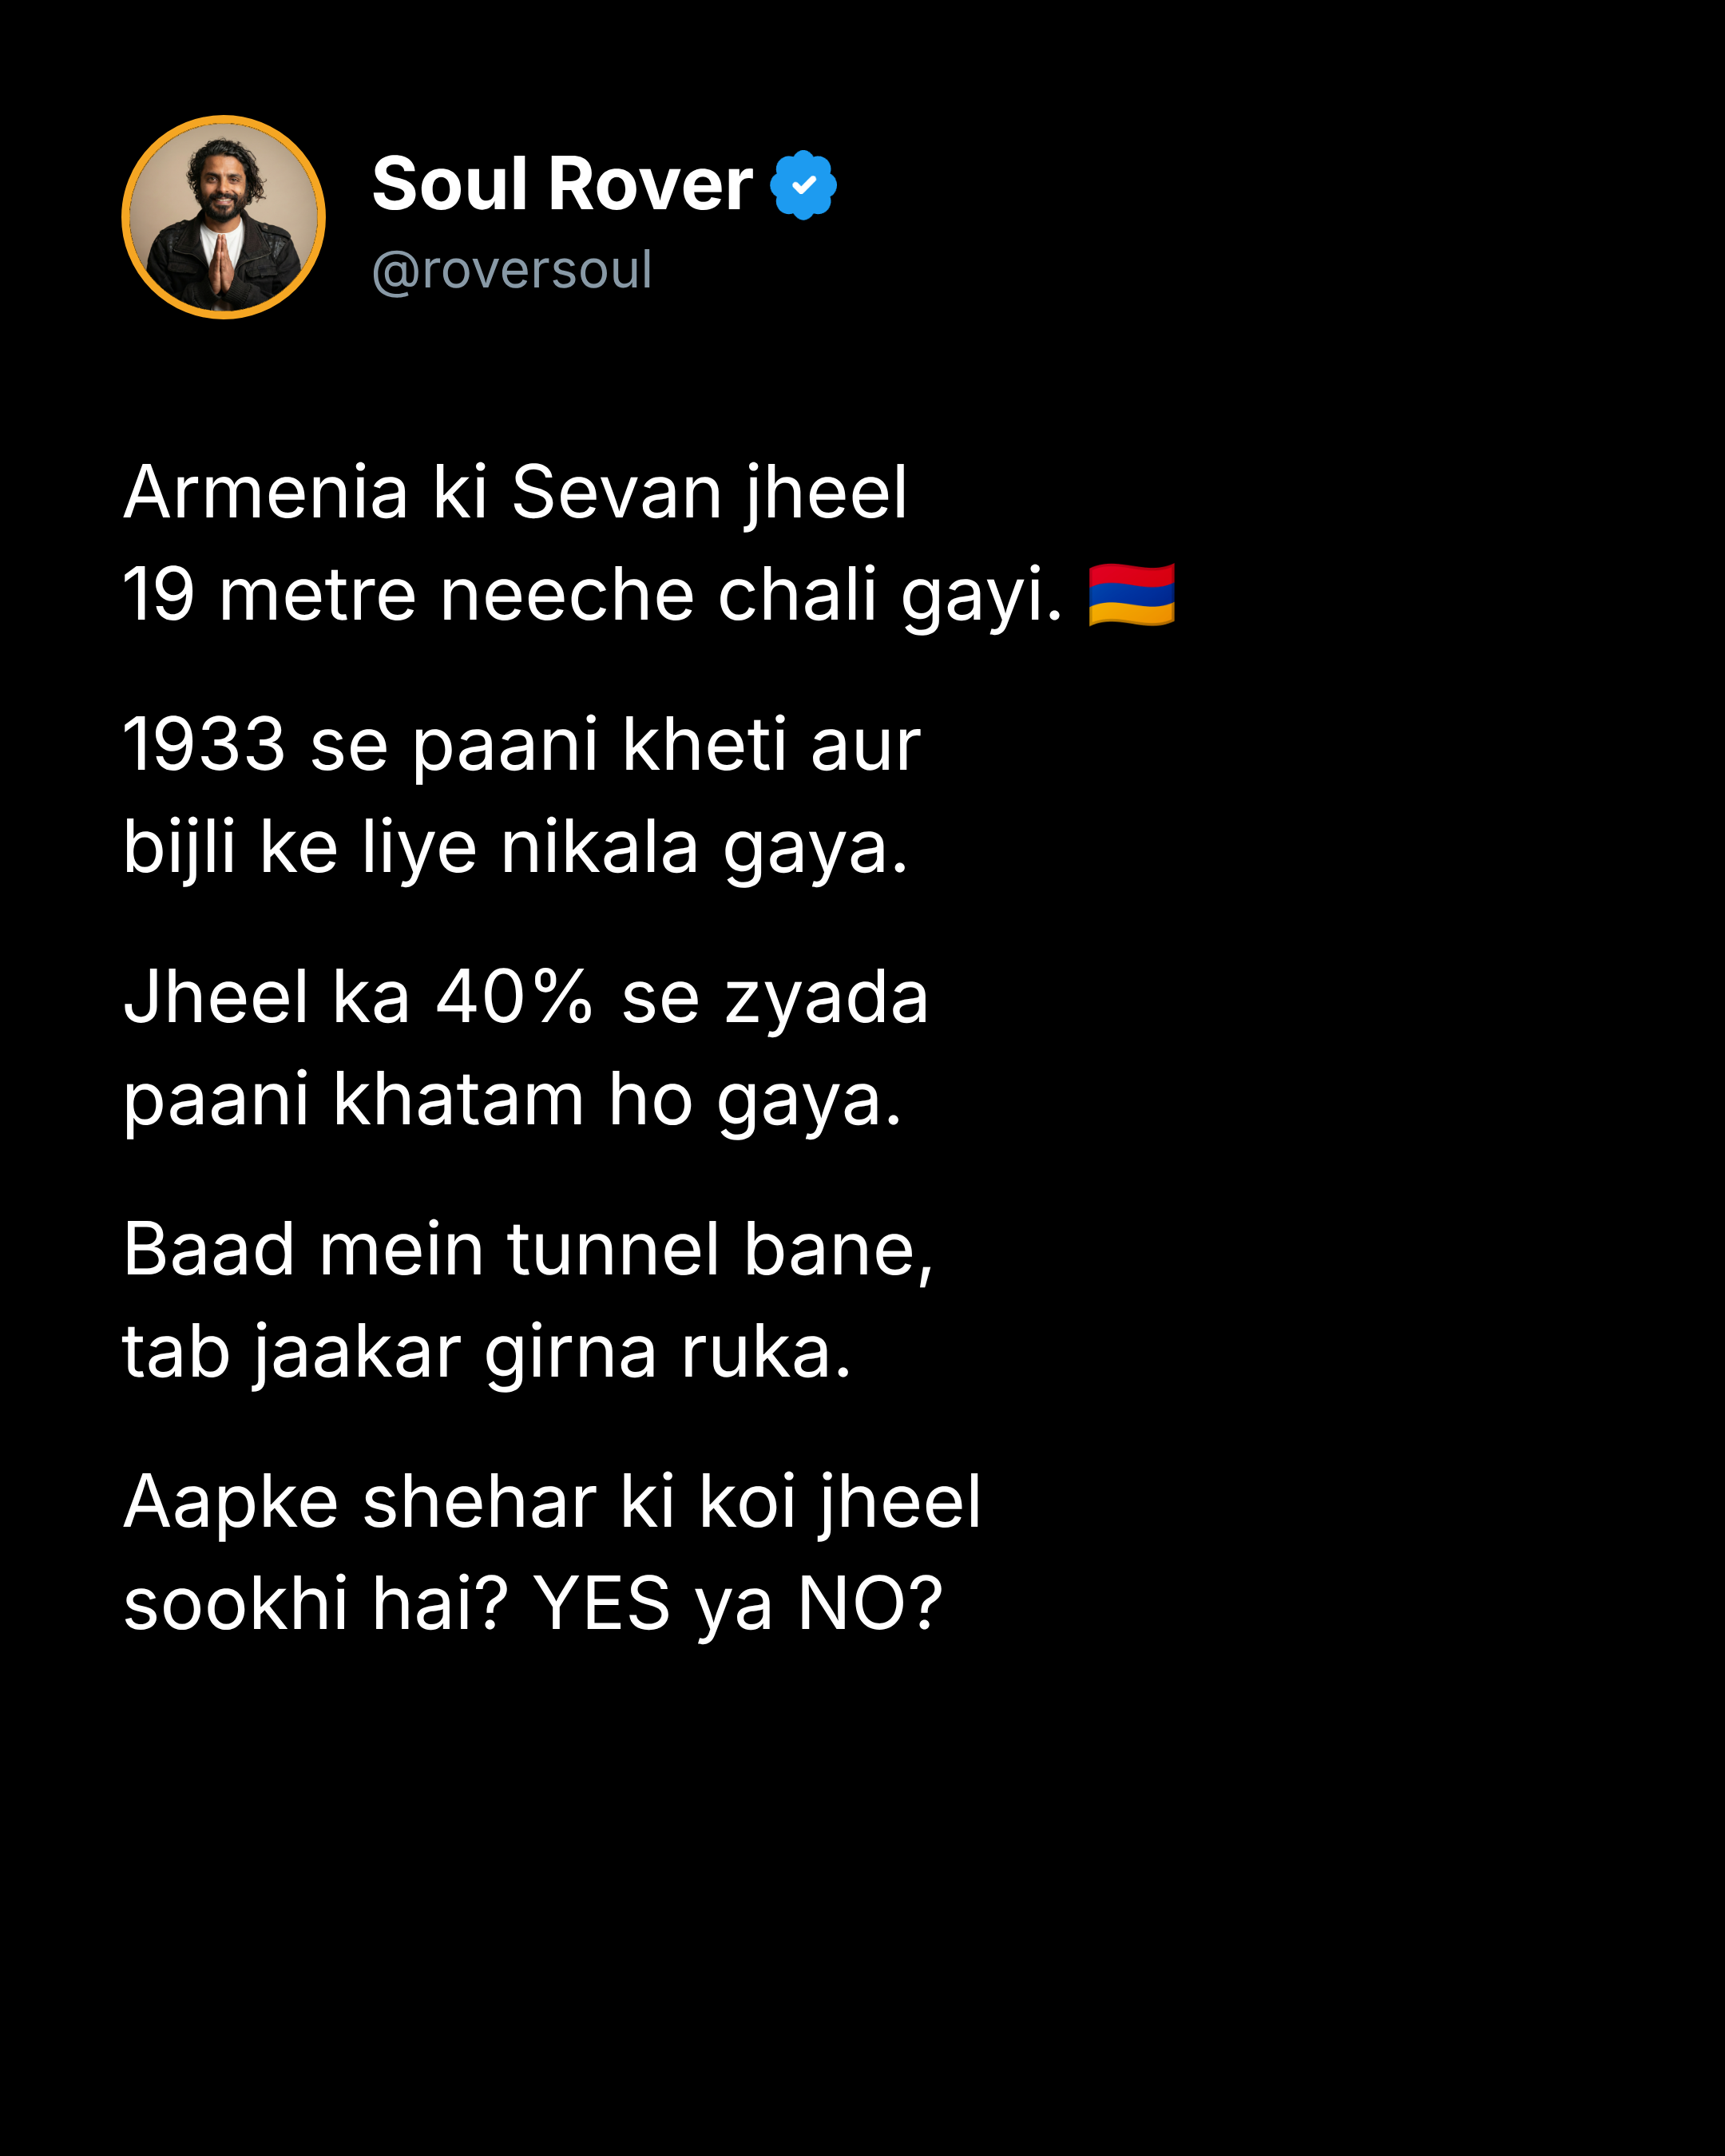 Soul Rover
@roversoul
Armenia ki Sevan jheel
19 metre neeche chali gayi. 🇦🇲
1933 se paani kheti aur
bijli ke liye nikala gaya.
Jheel ka 40% se zyada
paani khatam ho gaya.
Baad mein tunnel bane,
tab jaakar girna ruka.
Aapke shehar ki koi jheel
sookhi hai? YES ya NO?